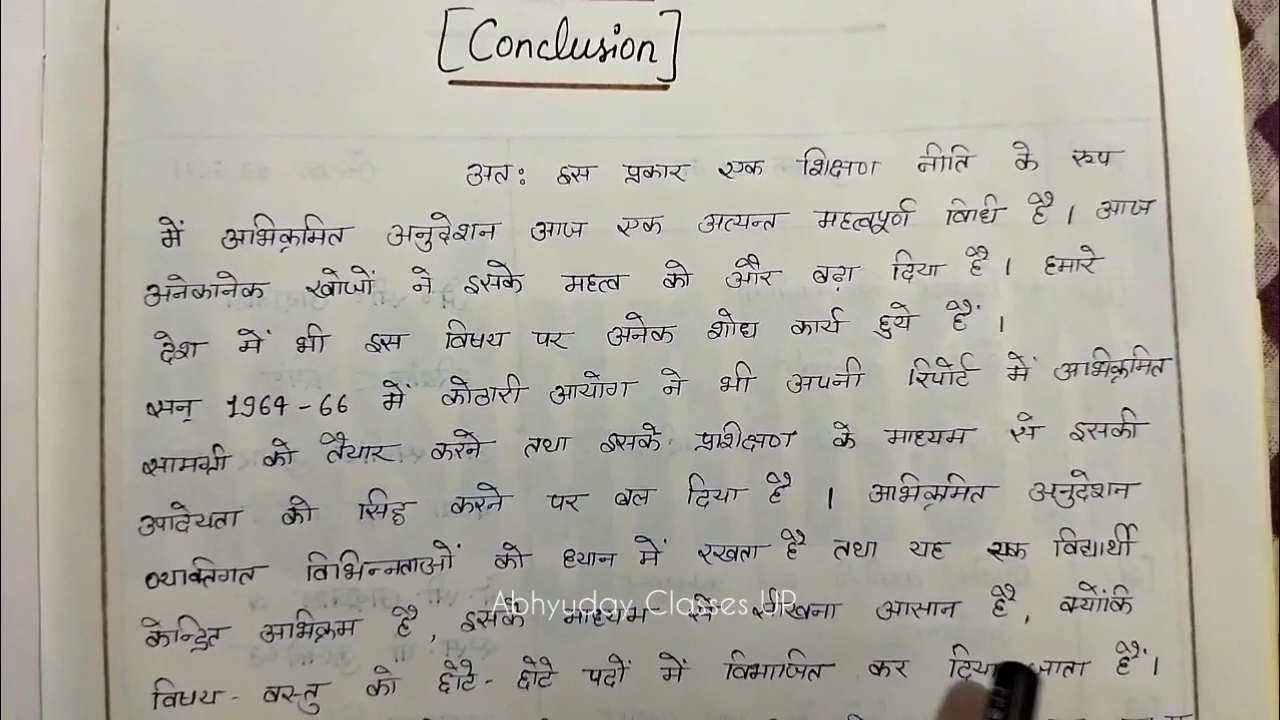 [Conclusion]
अतः इस प्रकार एक शिक्षण नीति के रूप
में अभिक्रमित अनुदेशन आज एक अत्यन्त महत्वपूर्ण विधि है। आज
अनेकानेक खोजों ने इसके महत्व को और बढ़ा दिया है। हमारे
देश में भी इस विषय पर अनेक शोध कार्य हुये हैं।
सन् 1964-66 में कोठारी आयोग ने भी अपनी रिपोर्ट में अभिक्रमित
सामग्री को तैयार करने तथा इसके प्रशिक्षण के माध्यम से इसकी
उपादेयता को सिद्ध करने पर बल दिया है। अभिक्रमित अनुदेशन
व्यक्तिगत विभिन्नताओं को ध्यान में रखता है तथा यह एक विद्यार्थी
केन्द्रित अभिक्रम है, इसके माध्यम से सीखना आसान है, क्योंकि
विषय-वस्तु को छोटे-छोटे पदों में विभाजित कर दिया जाता है।
Abhyuday Classes UP